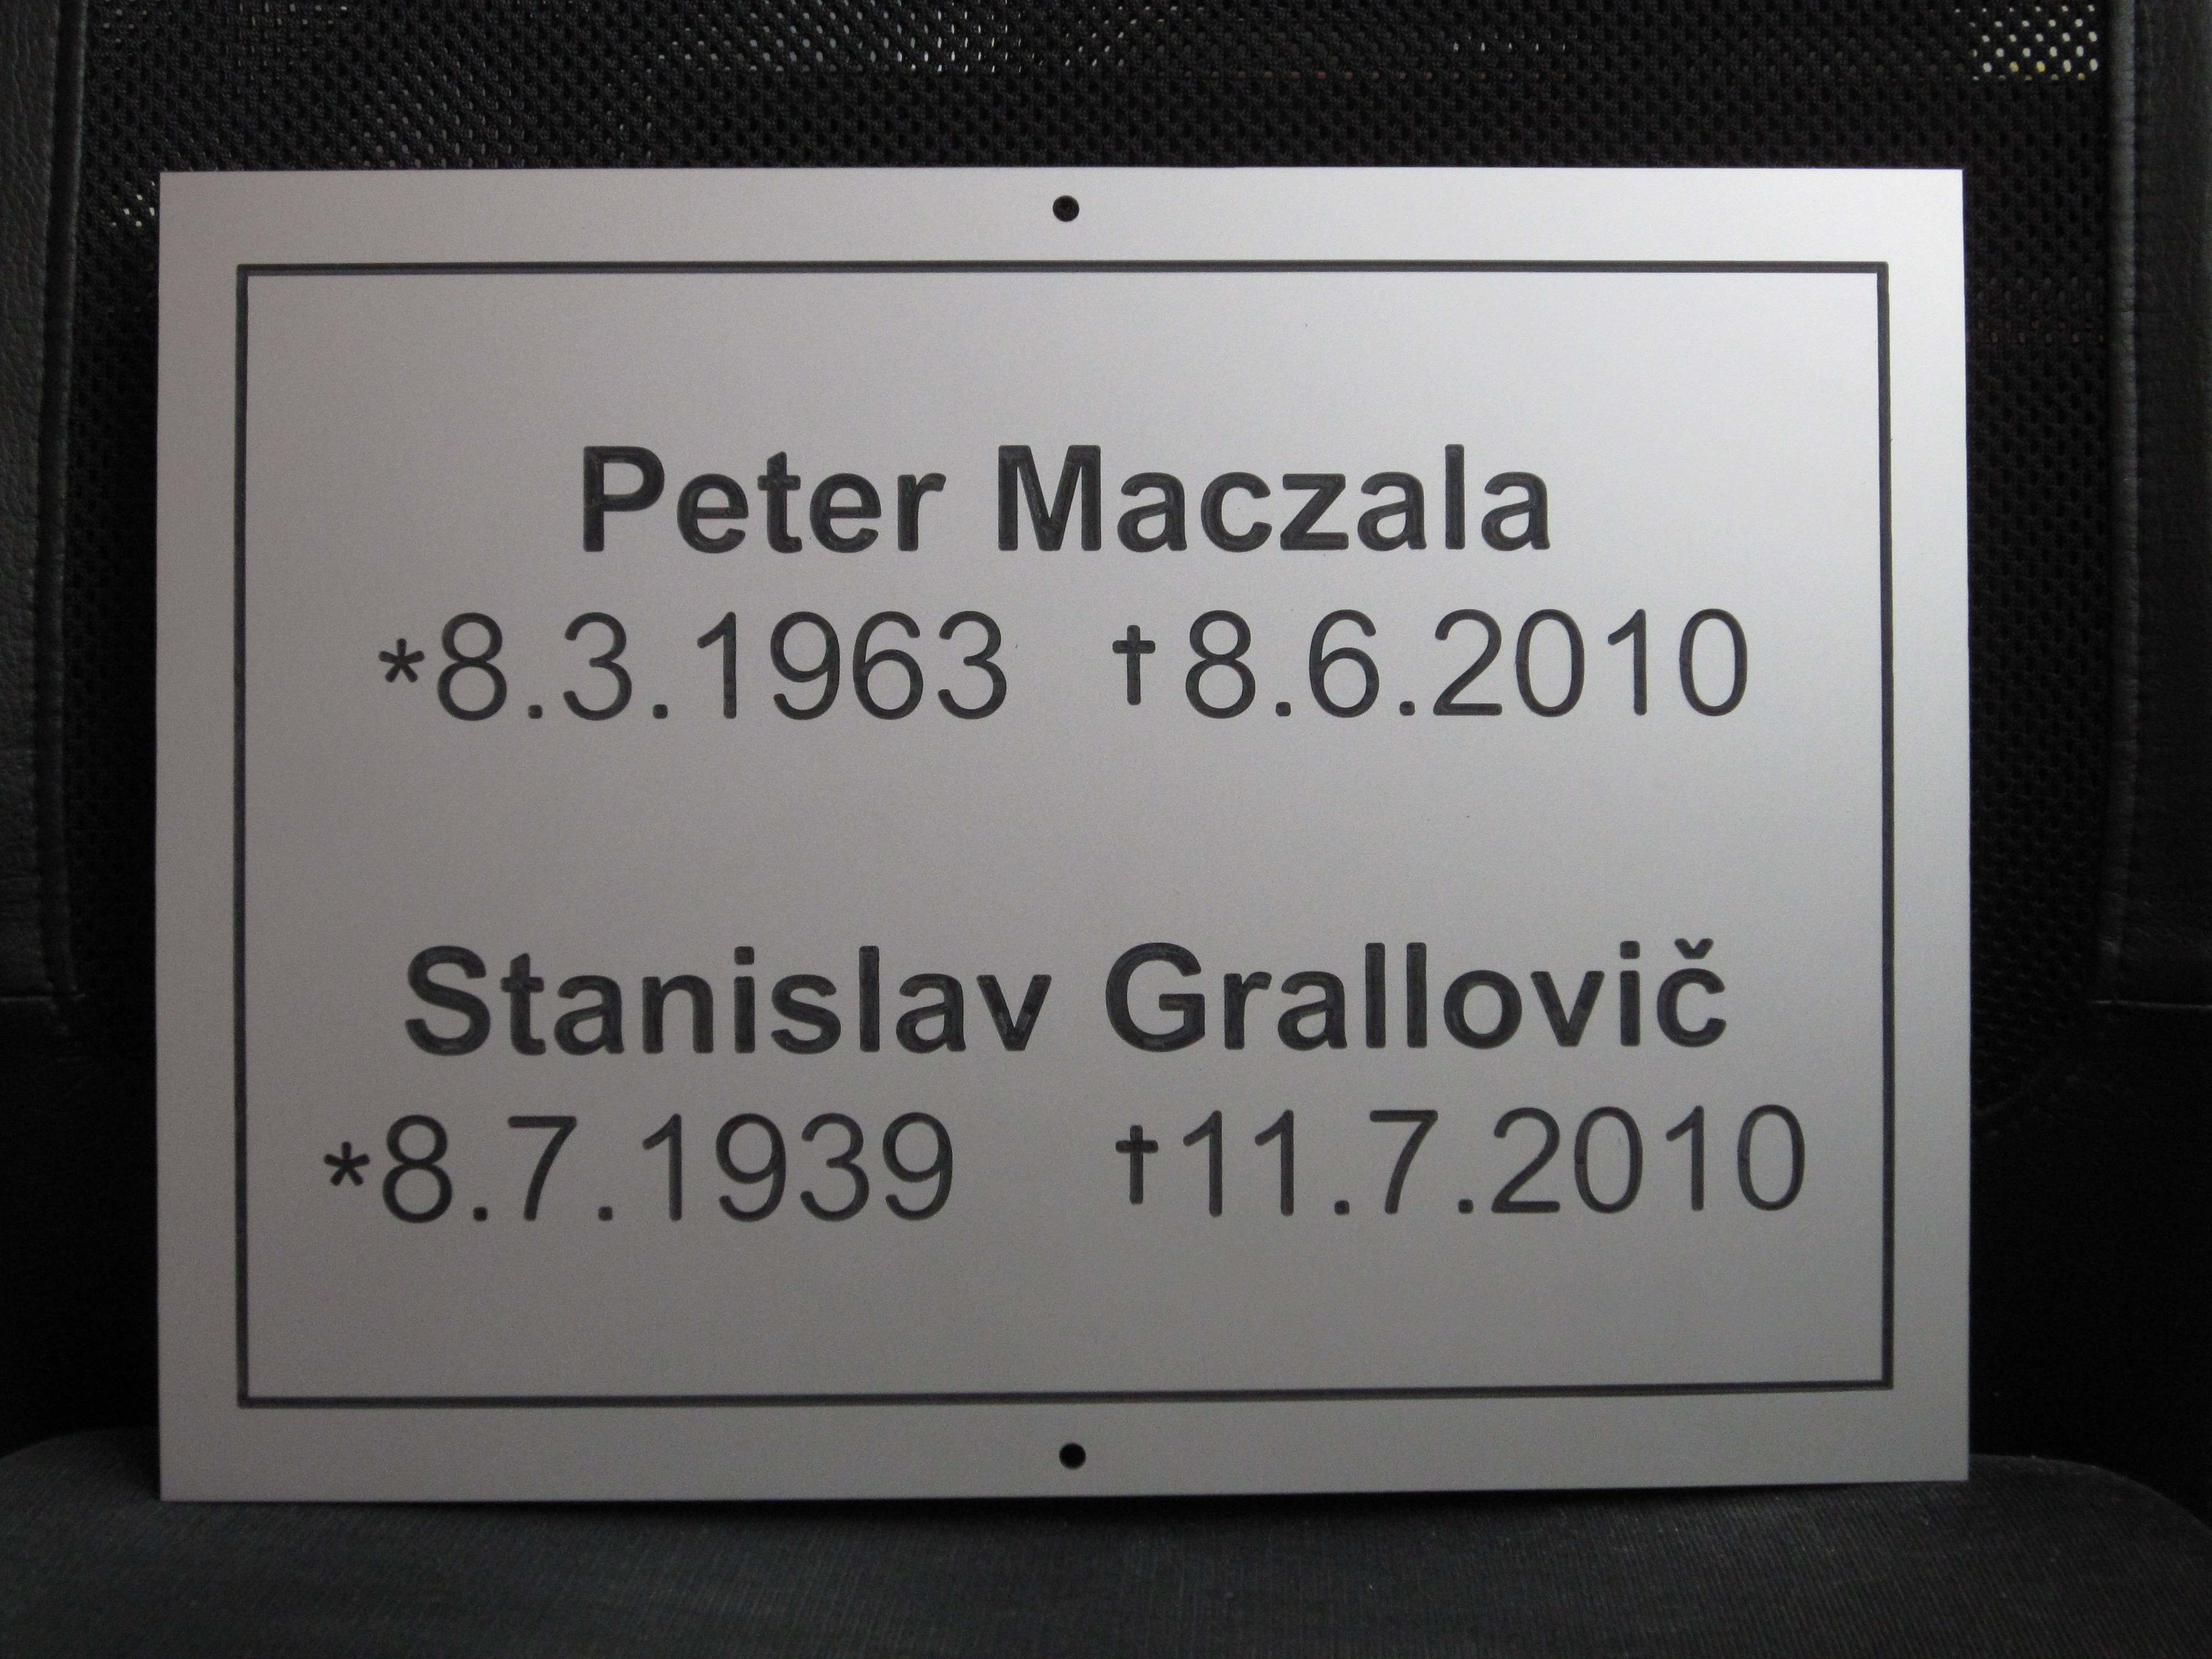 Peter Maczala
*8.3.1963 †8.6.2010
Stanislav Grallovič
*8.7.1939 †11.7.2010